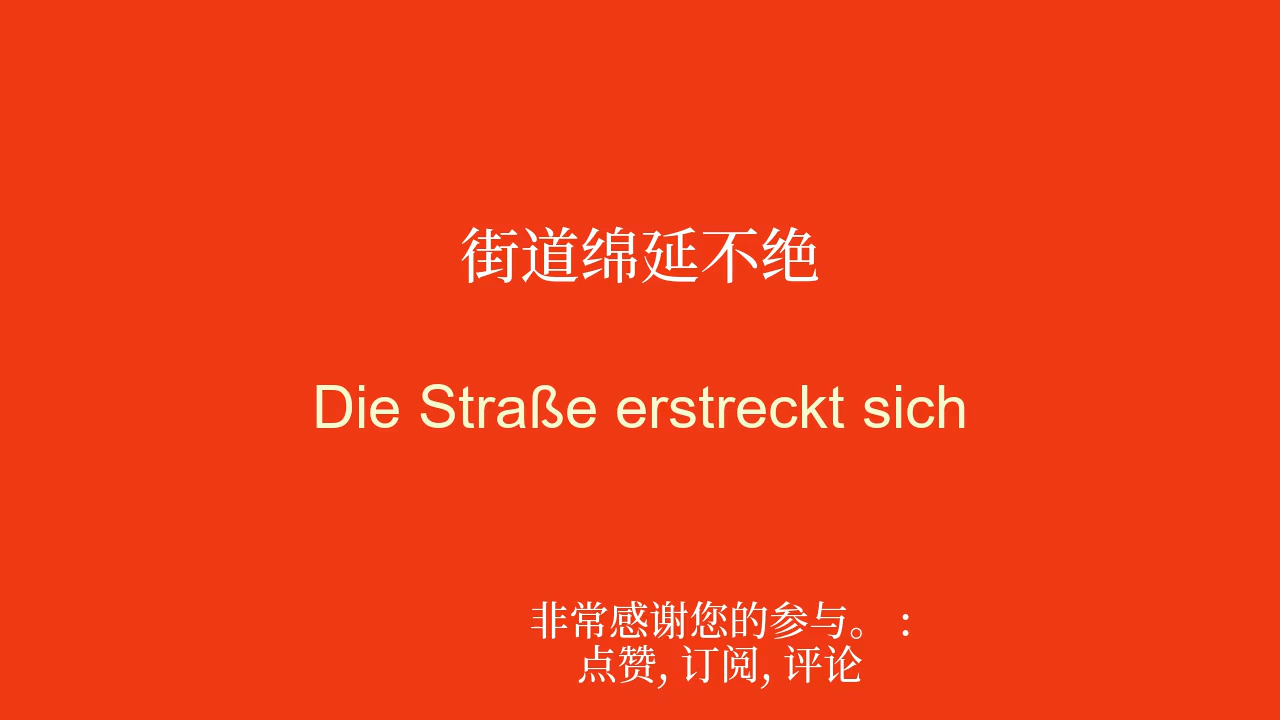 街道绵延不绝
Die Straße erstreckt sich
非常感谢您的参与。 :
点赞, 订阅, 评论